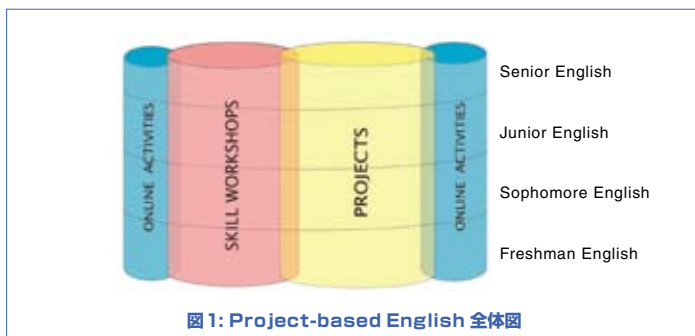 ONLINE ACTIVITIES
SKILL WORKSHOPS
PROJECTS
ONLINE ACTIVITIES
Senior English
Junior English
Sophomore English
Freshman English
図1: Project-based English 全体図